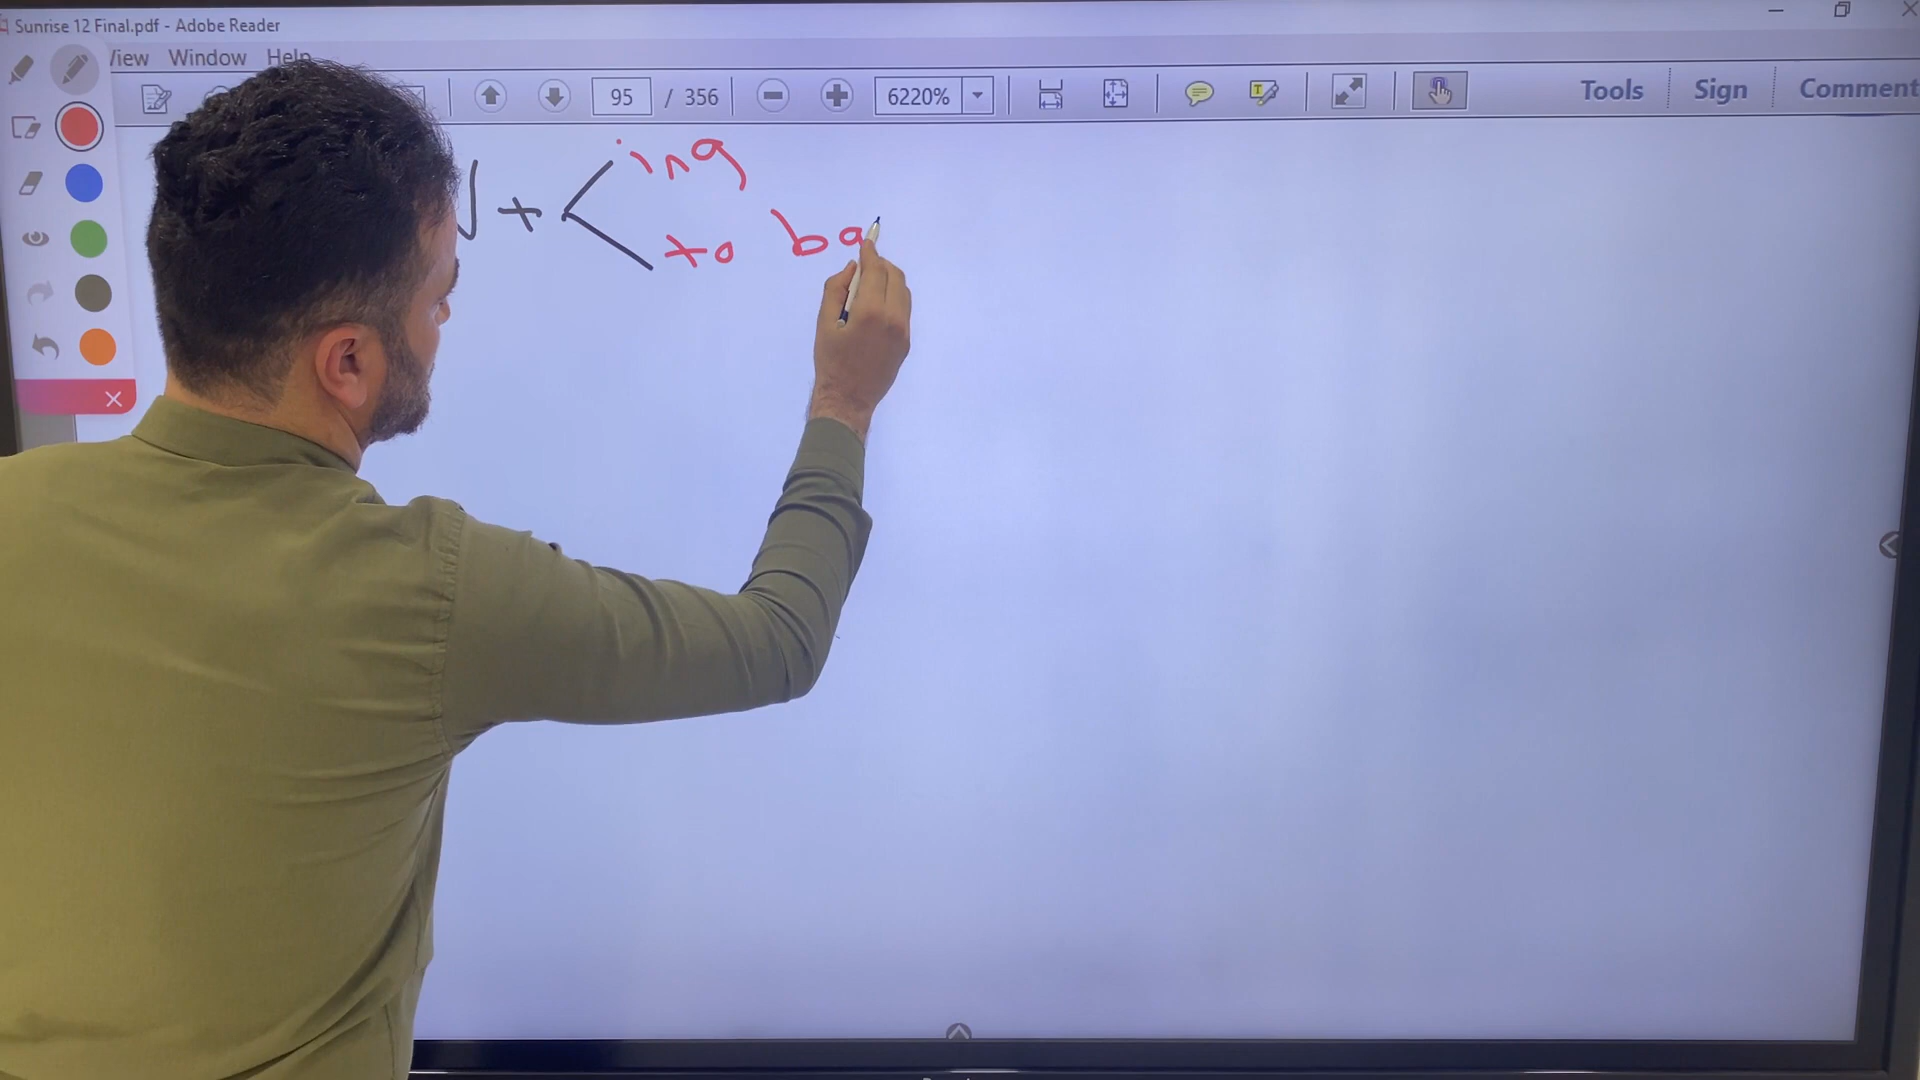 Sunrise 12 Final.pdf - Adobe Reader
View Window Help
95 / 356 6220% Tools Sign Comment
ing
+
to ba